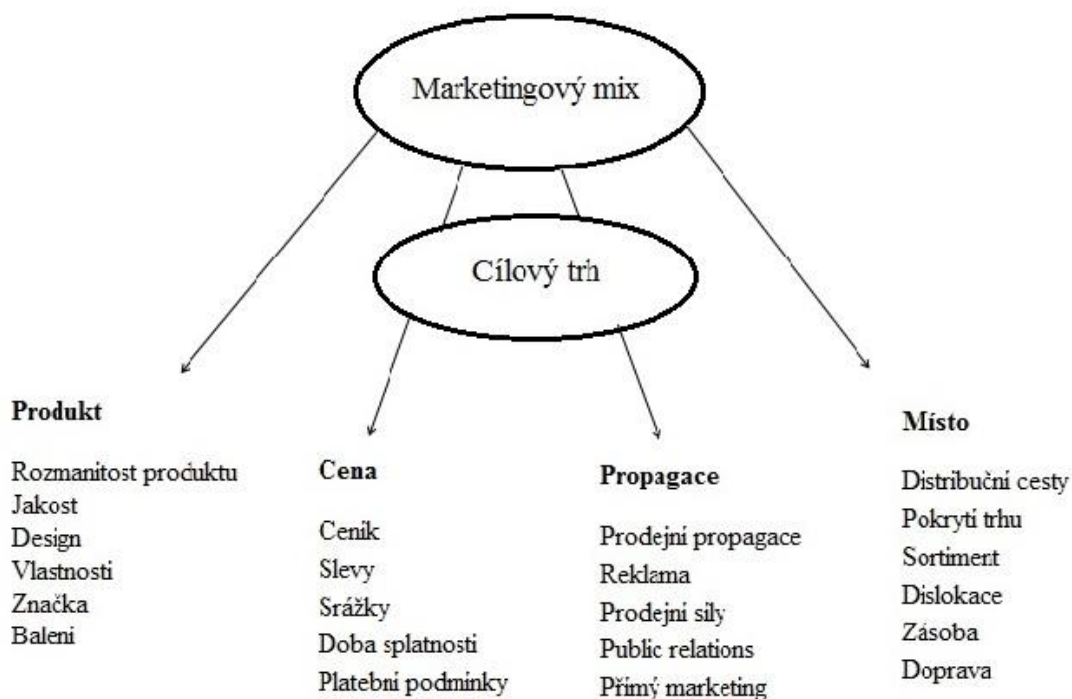 Marketingový mix
Cílový trh
Produkt
Rozmanitost produktu
Jakost
Design
Vlastnosti
Značka
Balení
Cena
Ceník
Slevy
Srážky
Doba splatnosti
Platební podmínky
Propagace
Prodejní propagace
Reklama
Prodejní síly
Public relations
Přímý marketing
Místo
Distribuční cesty
Pokrytí trhu
Sortiment
Dislokace
Zásoba
Doprava